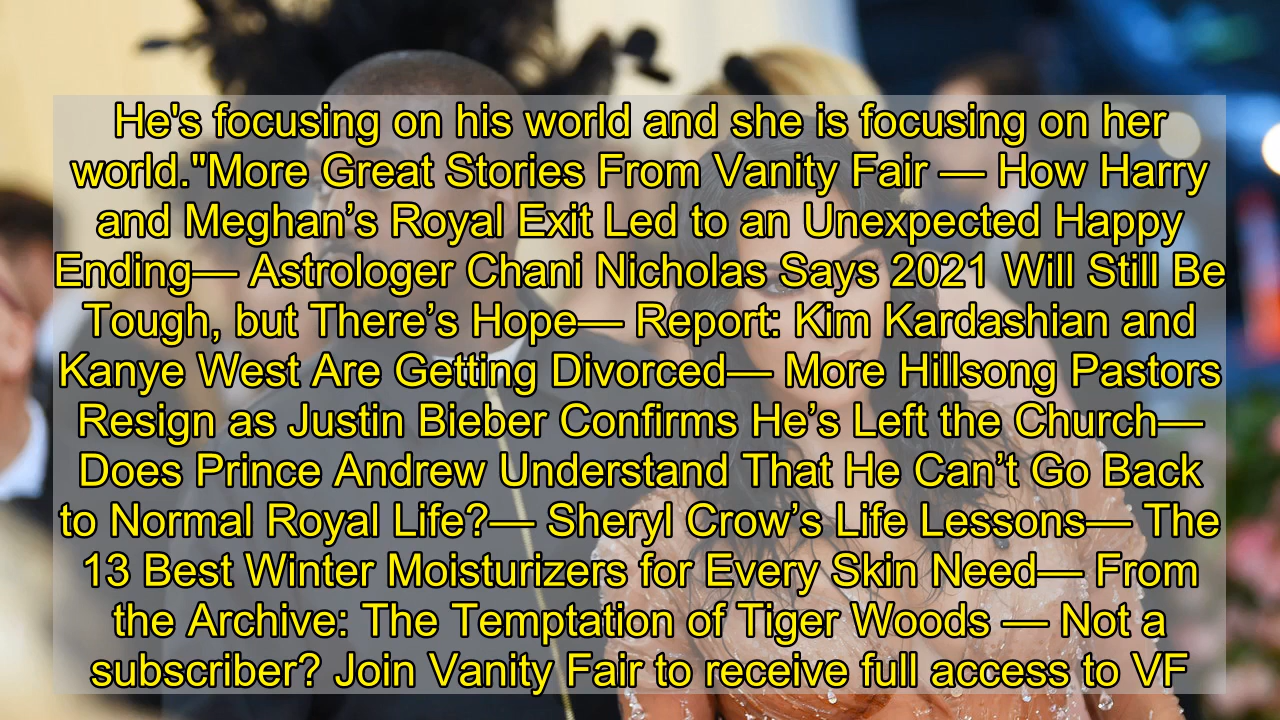 He's focusing on his world and she is focusing on her
world."More Great Stories From Vanity Fair — How Harry
and Meghan’s Royal Exit Led to an Unexpected Happy
Ending— Astrologer Chani Nicholas Says 2021 Will Still Be
Tough, but There’s Hope— Report: Kim Kardashian and
Kanye West Are Getting Divorced— More Hillsong Pastors
Resign as Justin Bieber Confirms He’s Left the Church—
Does Prince Andrew Understand That He Can’t Go Back
to Normal Royal Life?— Sheryl Crow’s Life Lessons— The
13 Best Winter Moisturizers for Every Skin Need— From
the Archive: The Temptation of Tiger Woods — Not a
subscriber? Join Vanity Fair to receive full access to VF